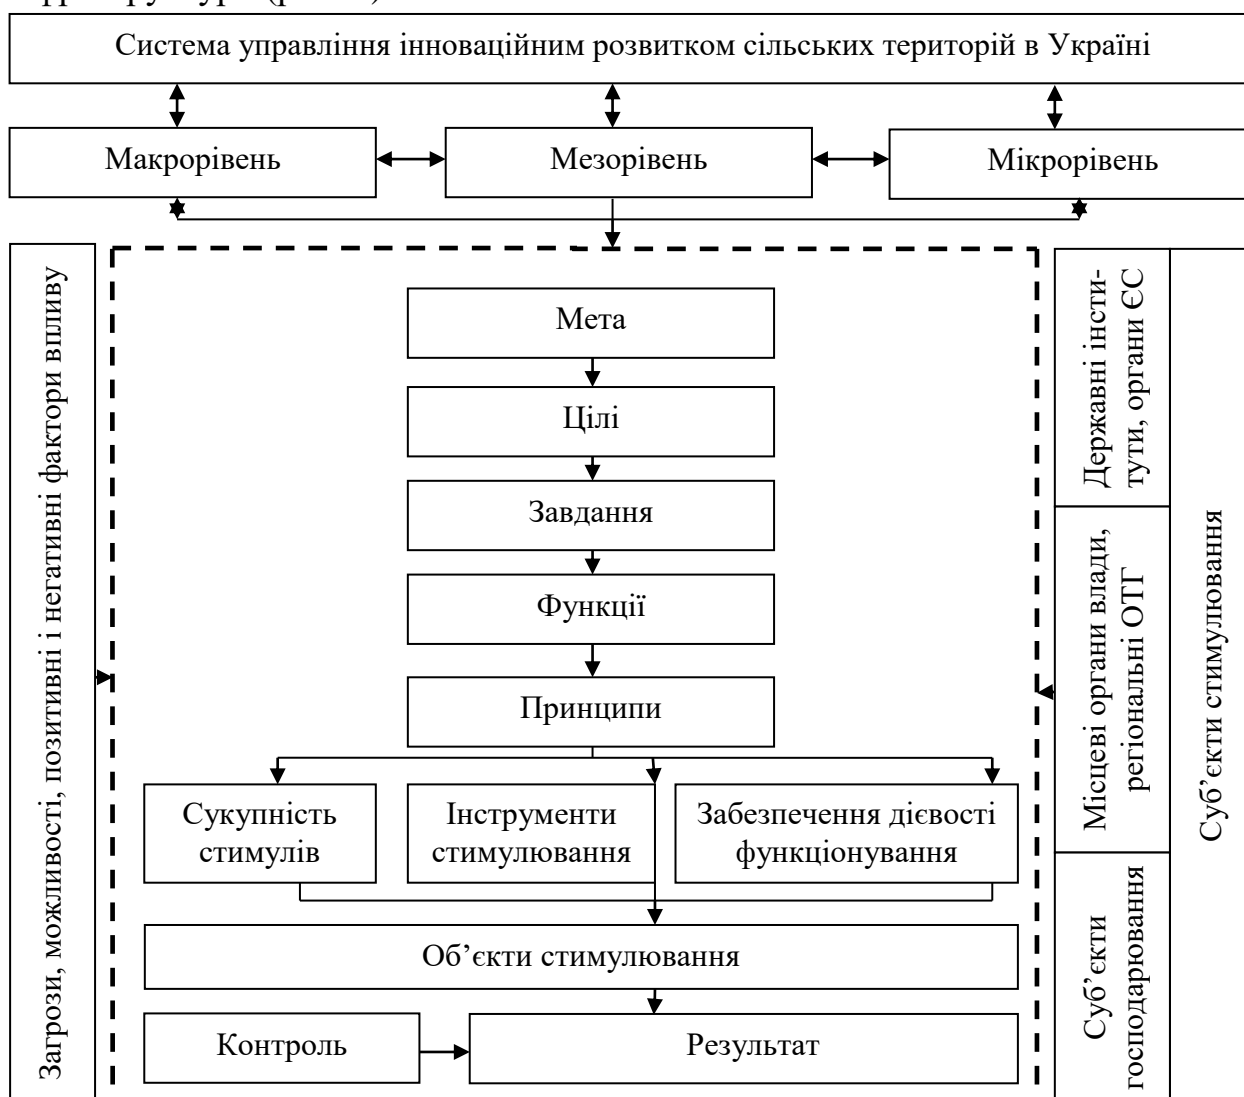 Система управління інноваційним розвитком сільських територій в Україні
Макрорівень
Мезорівень
Мікрорівень
Загрози, можливості, позитивні і негативні фактори впливу
Мета
Цілі
Завдання
Функції
Принципи
Сукупність
стимулів
Інструменти
стимулювання
Забезпечення дієвості
функціонування
Об’єкти стимулювання
Контроль
Результат
Державні інсти-
тути, органи ЄС
Місцеві органи влади,
регіональні ОТГ
Суб’єкти
господарювання
Суб’єкти стимулювання